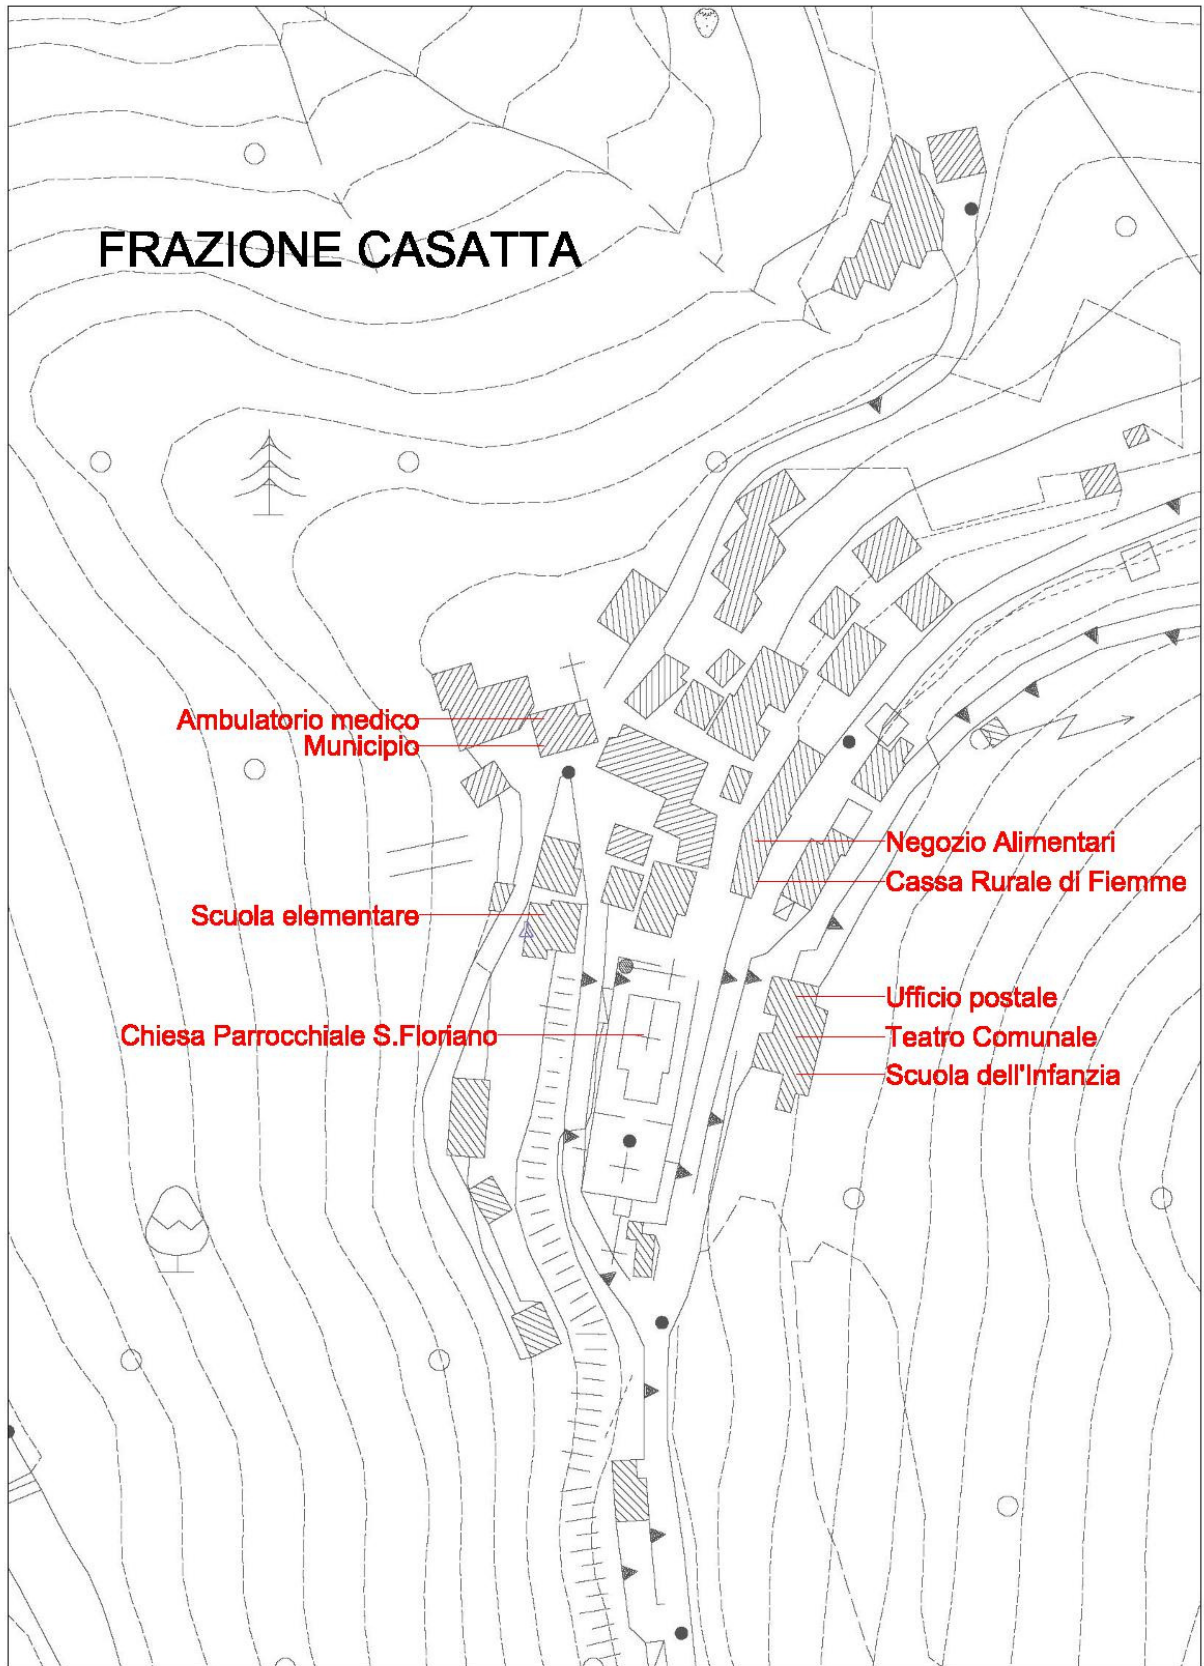 FRAZIONE CASATTA
Ambulatorio medico
Municipio
Negozio Alimentari
Cassa Rurale di Fiemme
Scuola elementare
Ufficio postale
Chiesa Parrocchiale S.Floriano
Teatro Comunale
Scuola dell'Infanzia